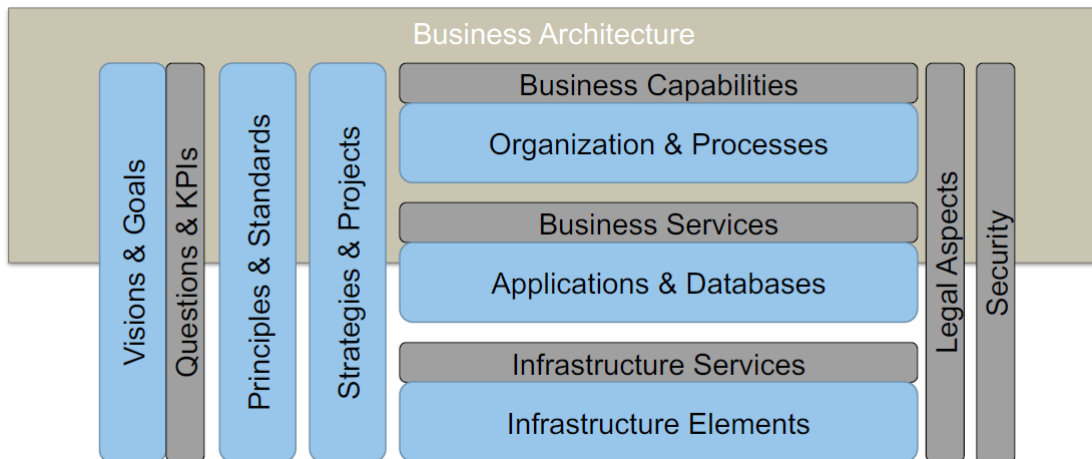 Business Architecture
Visions & Goals
Questions & KPIs
Principles & Standards
Strategies & Projects
Business Capabilities
Organization & Processes
Business Services
Applications & Databases
Infrastructure Services
Infrastructure Elements
Legal Aspects
Security